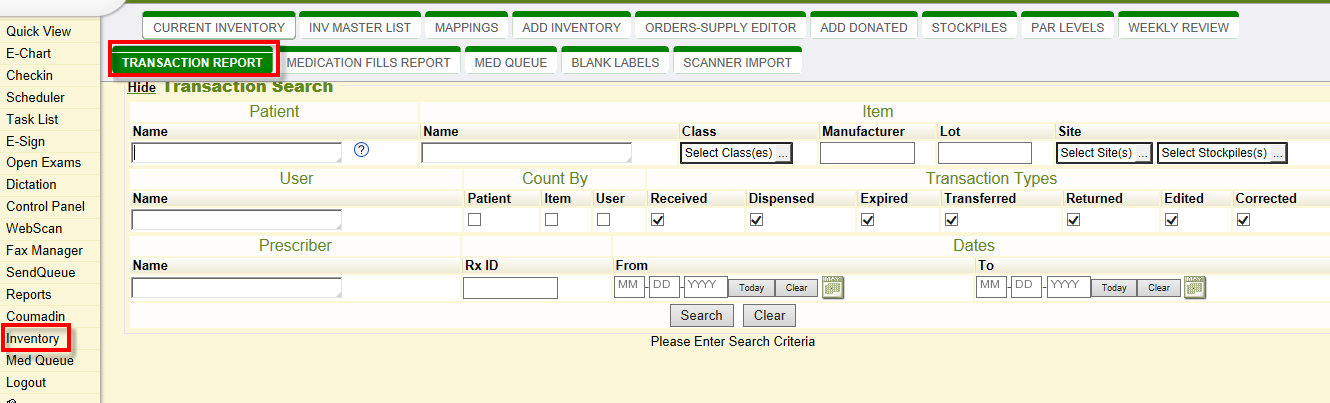 Quick View
E-Chart
Checkin
Scheduler
Task List
E-Sign
Open Exams
Dictation
Control Panel
WebScan
Fax Manager
SendQueue
Reports
Coumadin
Inventory
Med Queue
Logout
CURRENT INVENTORY INV MASTER LIST MAPPINGS ADD INVENTORY ORDERS-SUPPLY EDITOR ADD DONATED STOCKPILES PAR LEVELS WEEKLY REVIEW
TRANSACTION REPORT MEDICATION FILLS REPORT MED QUEUE BLANK LABELS SCANNER IMPORT
Hide Transaction Search
Patient Item
Name Name Class Manufacturer Lot Site
? Select Class(es) ... Select Site(s) ... Select Stockpiles(s) ...
User Count By Transaction Types
Name Patient Item User Received Dispensed Expired Transferred Returned Edited Corrected
Prescriber Dates
Name Rx ID From To
MM - DD - YYYY Today Clear MM - DD - YYYY Today Clear
Search Clear
Please Enter Search Criteria